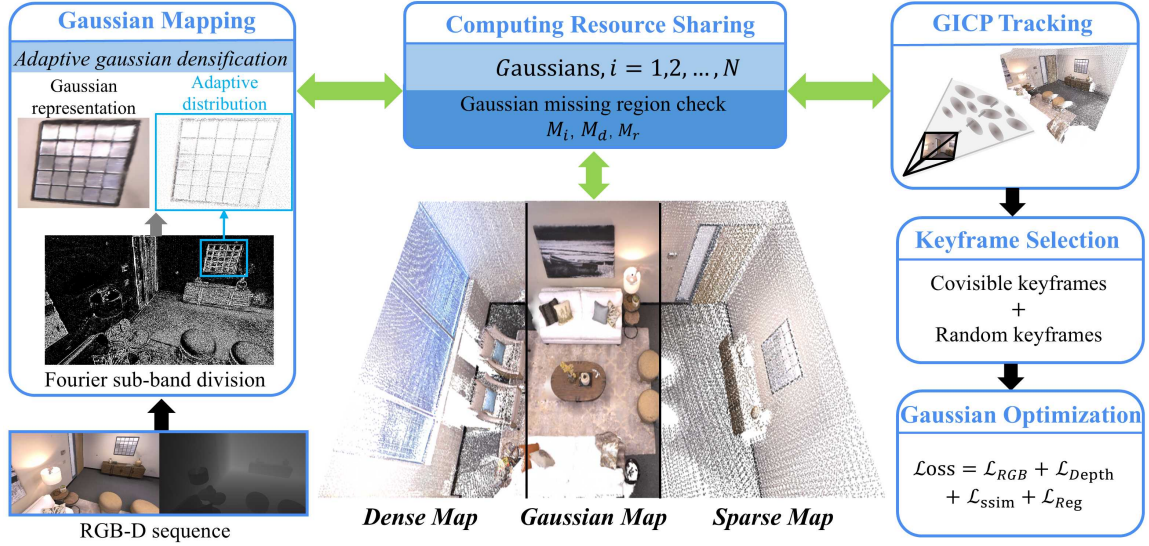 Gaussian Mapping
Adaptive gaussian densification
Gaussian
representation
Adaptive
distribution
Fourier sub-band division
RGB-D sequence
Computing Resource Sharing
Gaussians, i = 1,2, … , N
Gaussian missing region check
M_i, M_d, M_r
Dense Map
Gaussian Map
Sparse Map
GICP Tracking
Keyframe Selection
Covisible keyframes
+
Random keyframes
Gaussian Optimization
ℒoss = ℒ_RGB + ℒ_Depth
+ ℒ_ssim + ℒ_Reg